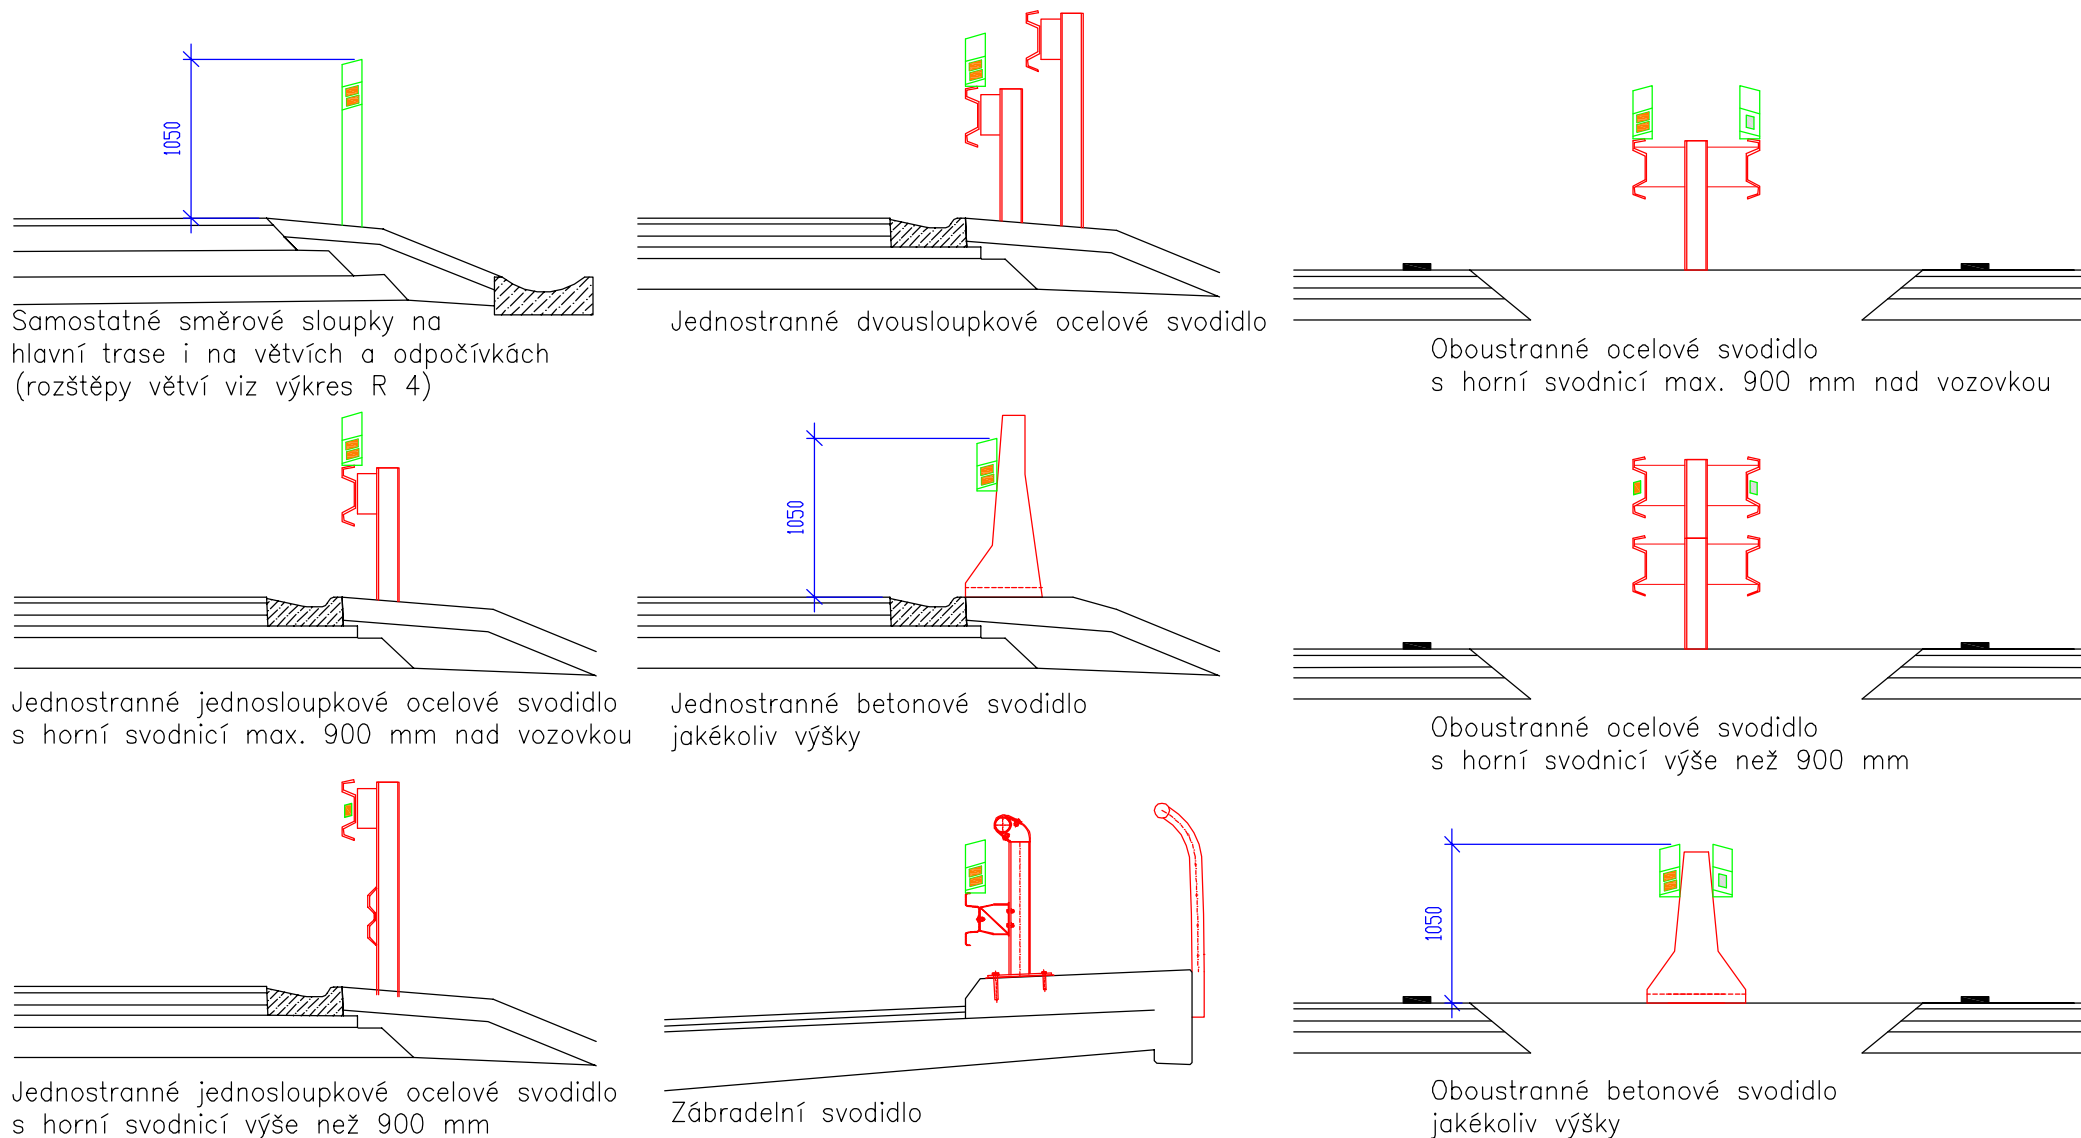 1050
Samostatné směrové sloupky na
hlavní trase i na větvích a odpočívkách
(rozštěpy větví viz výkres R 4)
Jednostranné dvousloupkové ocelové svodidlo
Oboustranné ocelové svodidlo
s horní svodnicí max. 900 mm nad vozovkou
Jednostranné jednosloupkové ocelové svodidlo
s horní svodnicí max. 900 mm nad vozovkou
1050
Jednostranné betonové svodidlo
jakékoliv výšky
Oboustranné ocelové svodidlo
s horní svodnicí výše než 900 mm
Jednostranné jednosloupkové ocelové svodidlo
s horní svodnicí výše než 900 mm
Zábradelní svodidlo
1050
Oboustranné betonové svodidlo
jakékoliv výšky